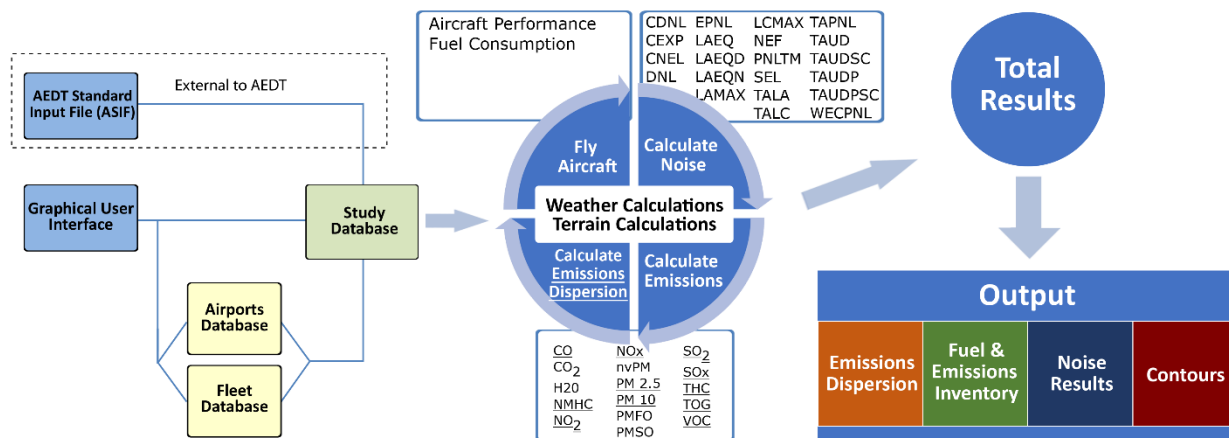 External to AEDT
AEDT Standard
Input File (ASIF)
Graphical User
Interface
Study
Database
Airports
Database
Fleet
Database
Aircraft Performance
Fuel Consumption
CDNL EPNL LCMAX TAPNL
CEXP LAEQ NEF TAUD
CNEL LAEQD PNLTM TAUDSC
DNL LAEQN SEL TAUDP
LAMAX TALA TAUDPSC
TALC WECPNL
Fly
Aircraft
Calculate
Noise
Weather Calculations
Terrain Calculations
Calculate
Emissions
Dispersion
Calculate
Emissions
CO NOx SO2
CO2 nvPM SOx
H20 PM 2.5 THC
NMHC PM 10 TOG
NO2 PMFO VOC
PMSO
Total
Results
Output
Emissions
Dispersion
Fuel &
Emissions
Inventory
Noise
Results
Contours